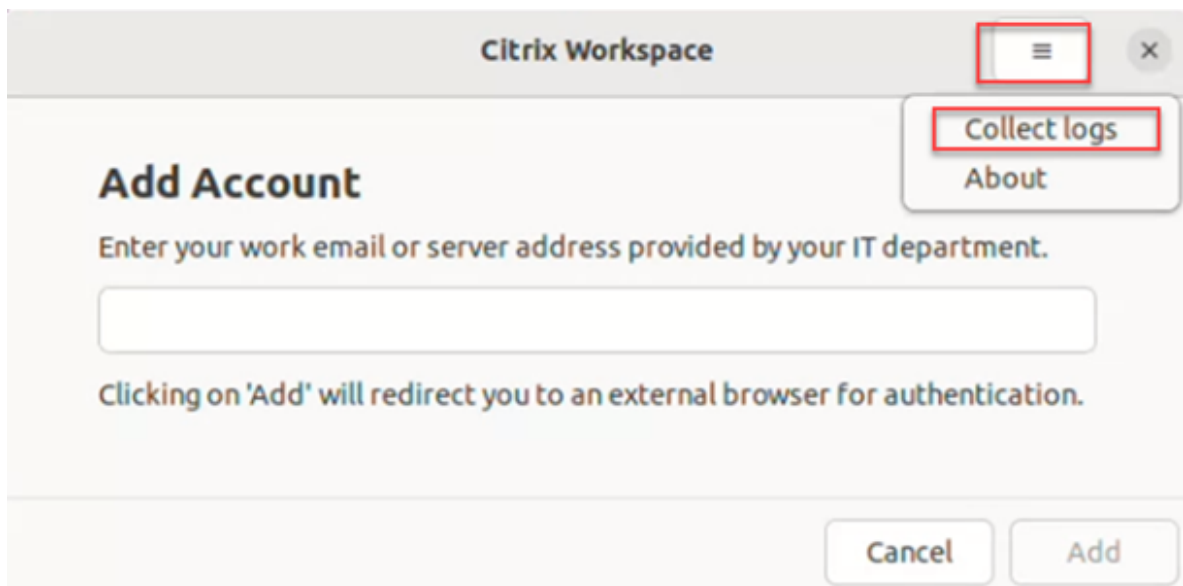 Citrix Workspace
Collect logs
About
Add Account
Enter your work email or server address provided by your IT department.
Clicking on 'Add' will redirect you to an external browser for authentication.
Cancel
Add